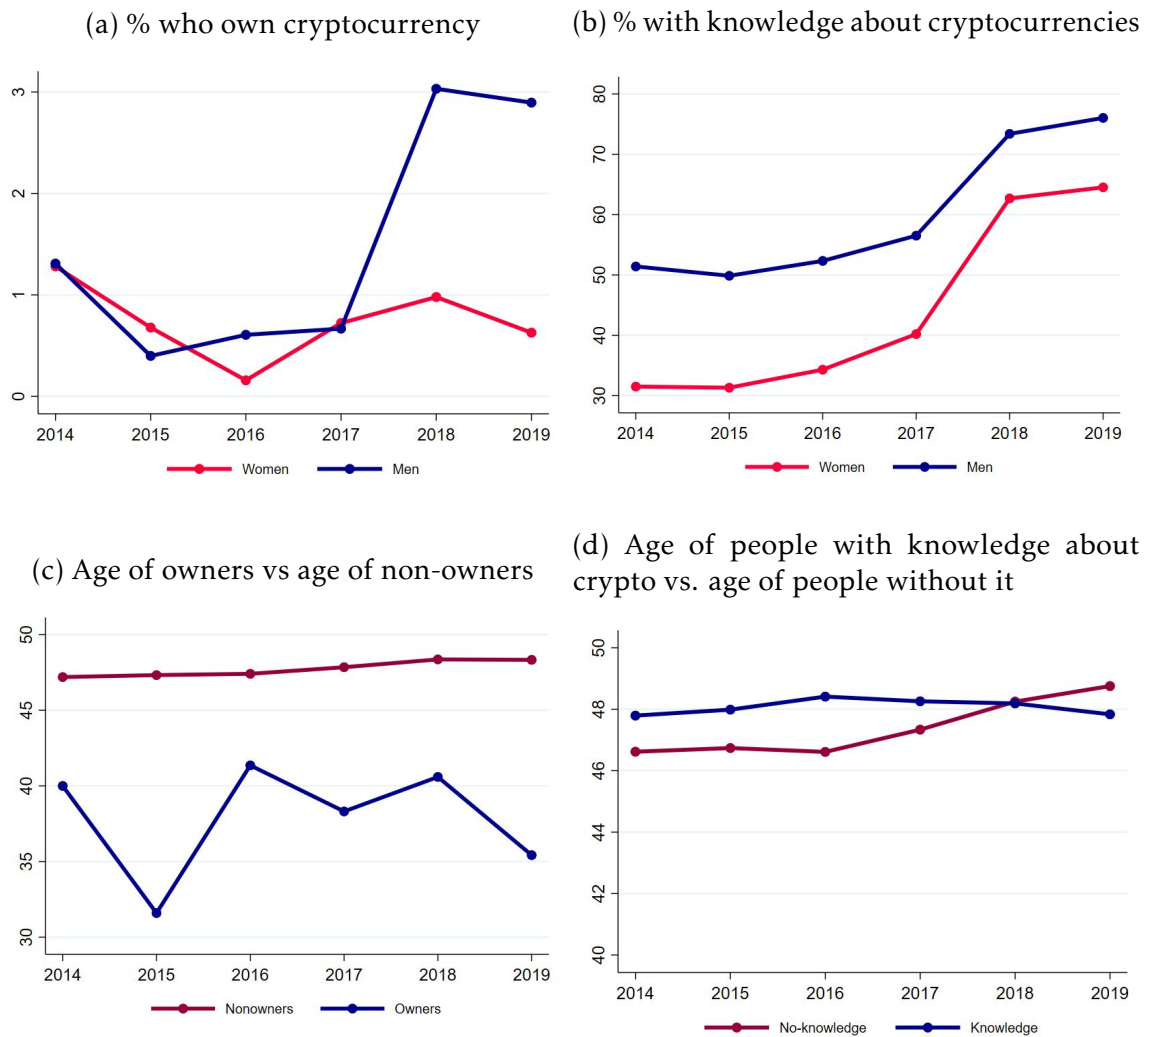 (a) % who own cryptocurrency
3
2
1
0
2014 2015 2016 2017 2018 2019
Women Men
(b) % with knowledge about cryptocurrencies
80
70
60
50
40
30
2014 2015 2016 2017 2018 2019
Women Men
(c) Age of owners vs age of non-owners
50
45
40
35
30
2014 2015 2016 2017 2018 2019
Nonowners Owners
(d) Age of people with knowledge about
crypto vs. age of people without it
50
48
46
44
42
40
2014 2015 2016 2017 2018 2019
No-knowledge Knowledge